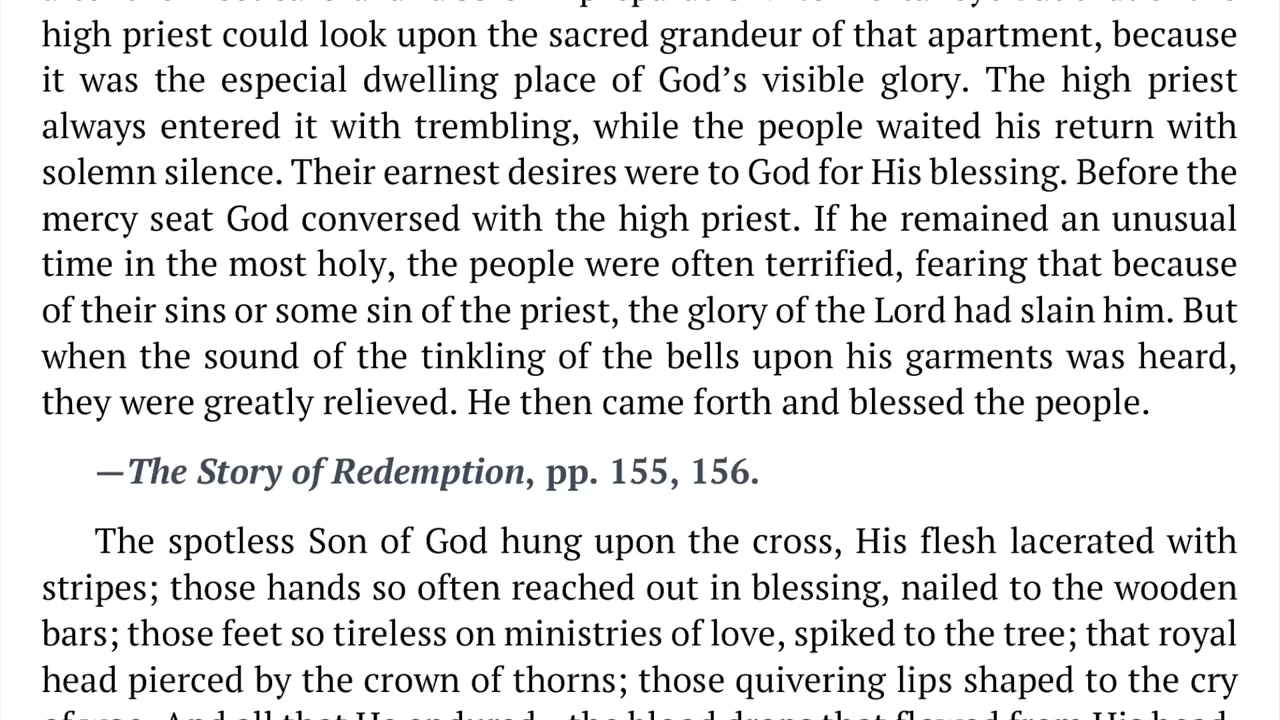 high priest could look upon the sacred grandeur of that apartment, because
it was the especial dwelling place of God’s visible glory. The high priest
always entered it with trembling, while the people waited his return with
solemn silence. Their earnest desires were to God for His blessing. Before the
mercy seat God conversed with the high priest. If he remained an unusual
time in the most holy, the people were often terrified, fearing that because
of their sins or some sin of the priest, the glory of the Lord had slain him. But
when the sound of the tinkling of the bells upon his garments was heard,
they were greatly relieved. He then came forth and blessed the people.
—The Story of Redemption, pp. 155, 156.
The spotless Son of God hung upon the cross, His flesh lacerated with
stripes; those hands so often reached out in blessing, nailed to the wooden
bars; those feet so tireless on ministries of love, spiked to the tree; that royal
head pierced by the crown of thorns; those quivering lips shaped to the cry